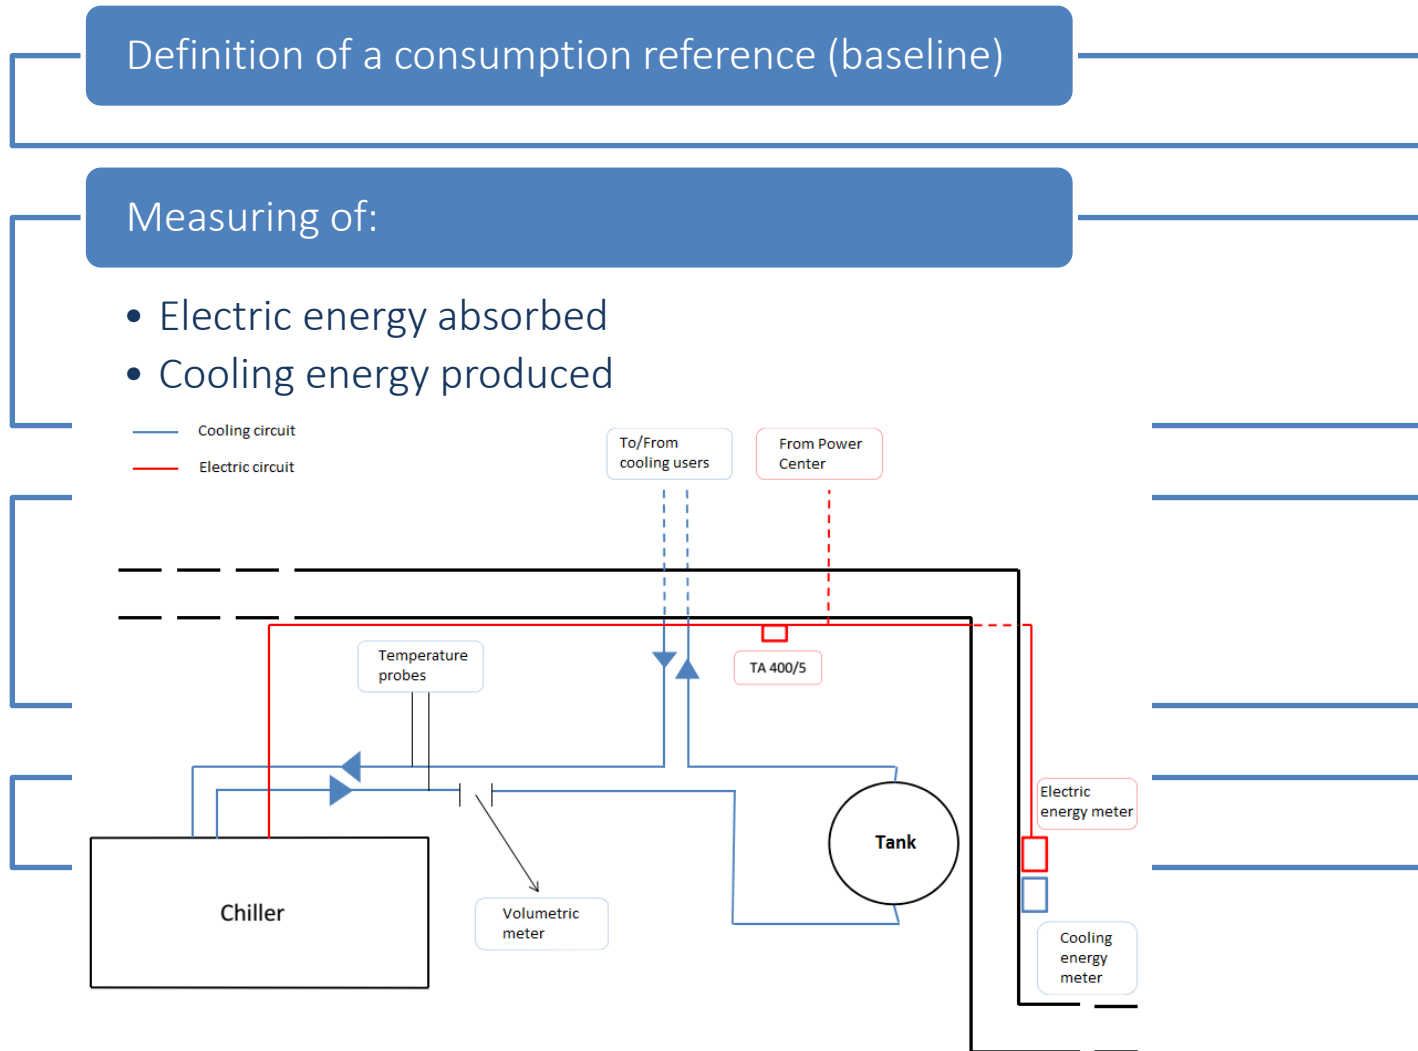 Definition of a consumption reference (baseline)
Measuring of:
• Electric energy absorbed
• Cooling energy produced
Cooling circuit
Electric circuit
To/From
cooling users
From Power
Center
Temperature
probes
TA 400/5
Electric
energy meter
Tank
Chiller
Volumetric
meter
Cooling
energy
meter